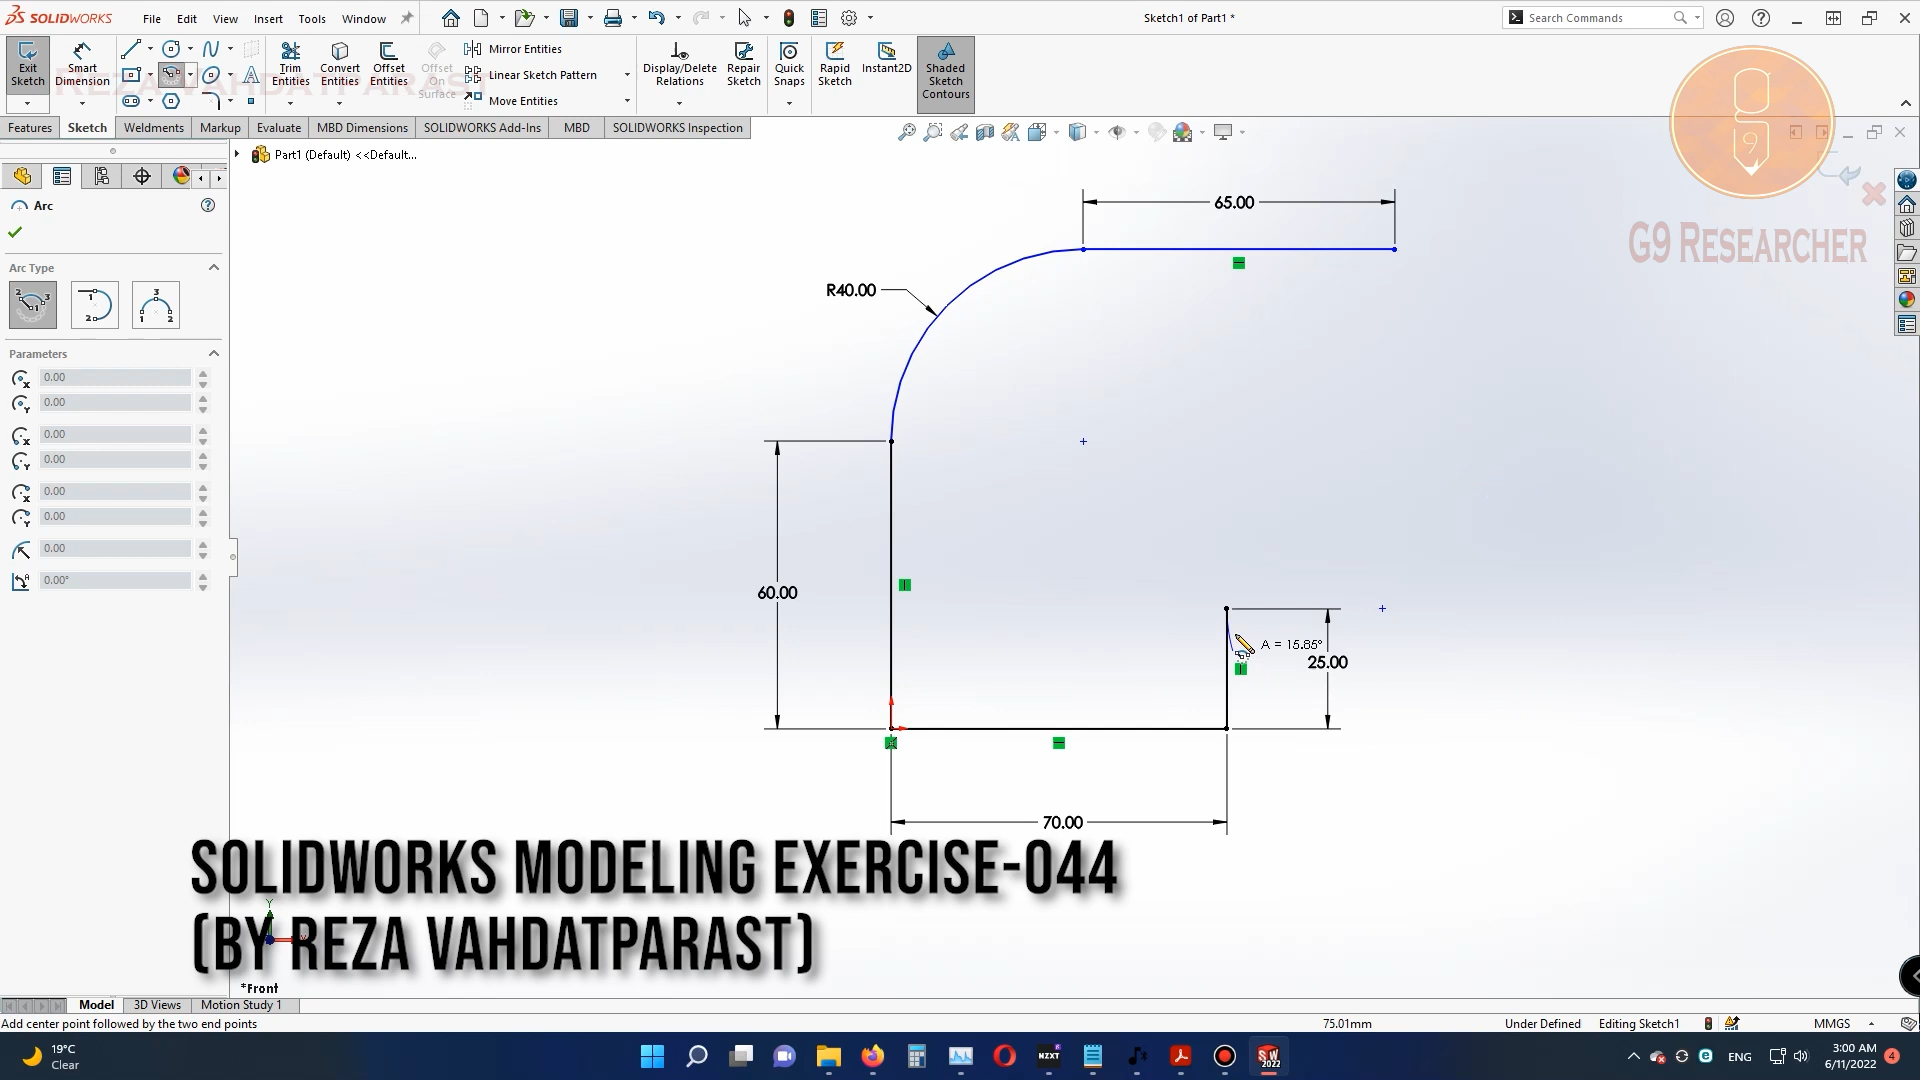 SOLIDWORKS
File Edit View Insert Tools Window
Sketch1 of Part1 *
Search Commands
Exit Sketch
Smart Dimension
Trim Entities
Convert Entities
Offset Entities
Offset On Surface
Mirror Entities
Linear Sketch Pattern
Move Entities
Display/Delete Relations
Repair Sketch
Quick Snaps
Rapid Sketch
Instant2D
Shaded Sketch Contours
REZA VAHDATPARAST
Features Sketch Weldments Markup Evaluate MBD Dimensions SOLIDWORKS Add-Ins MBD SOLIDWORKS Inspection
Part1 (Default) <<Default...
9
G9 RESEARCHER
Arc
Arc Type
Parameters
0.00
0.00
0.00
0.00
0.00
0.00
0.00
0.00°
65.00
R40.00
60.00
A = 15.85°
25.00
70.00
SOLIDWORKS MODELING EXERCISE-044
(BY REZA VAHDATPARAST)
Y
*Front
Model 3D Views Motion Study 1
Add center point followed by the two end points
75.01mm
Under Defined
Editing Sketch1
MMGS
19°C
Clear
NZXT
SW 2022
ENG
3:00 AM
6/11/2022
4